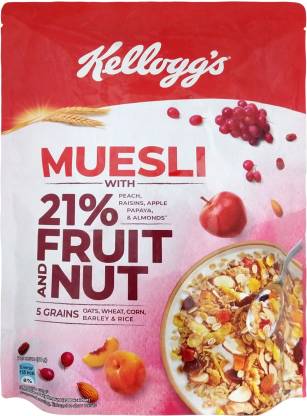 Kellogg's
MUESLI
WITH
21%
PEACH,
RAISINS, APPLE
PAPAYA,
& ALMONDS
FRUIT
AND
NUT
5 GRAINS
OATS, WHEAT, CORN,
BARLEY & RICE